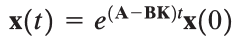 x(t) = e^{(A−BK)t}x(0)